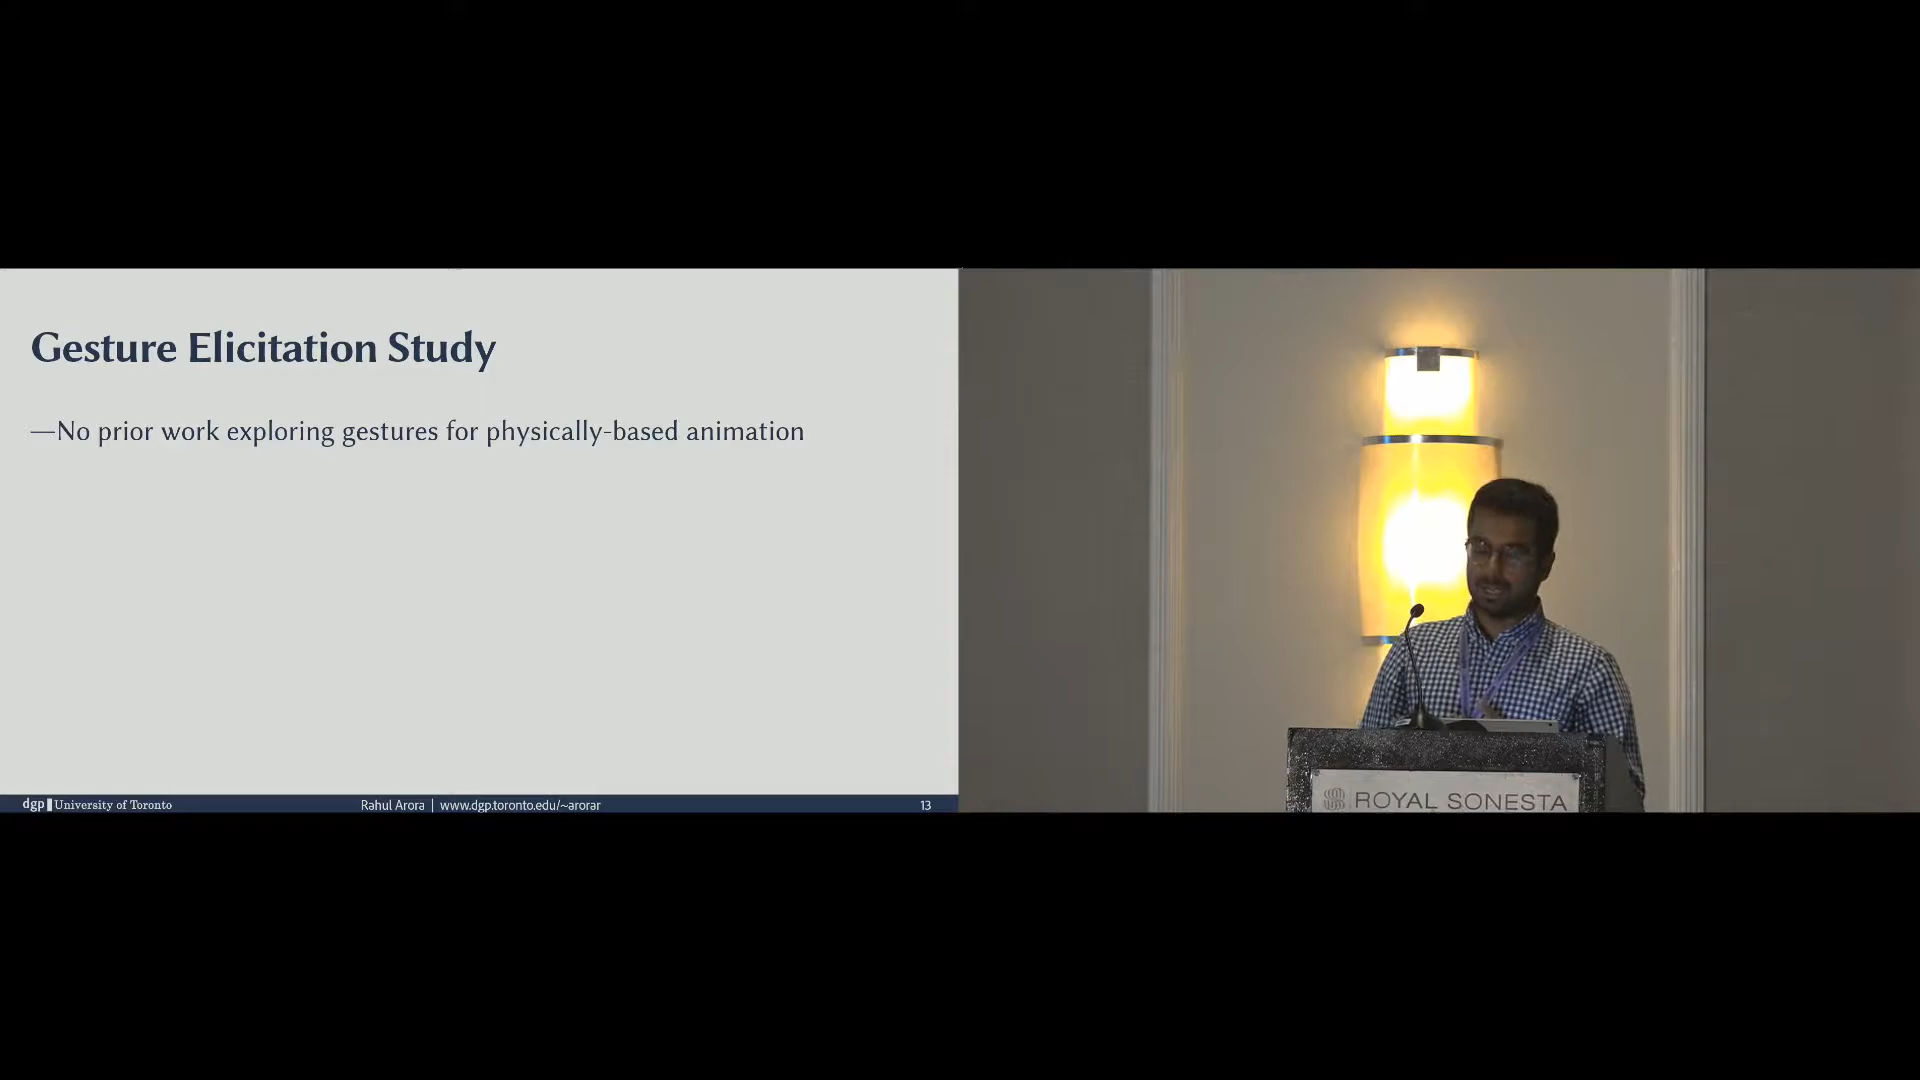 Gesture Elicitation Study
—No prior work exploring gestures for physically-based animation
dgp University of Toronto
Rahul Arora | www.dgp.toronto.edu/~arorar
13
ROYAL SONESTA